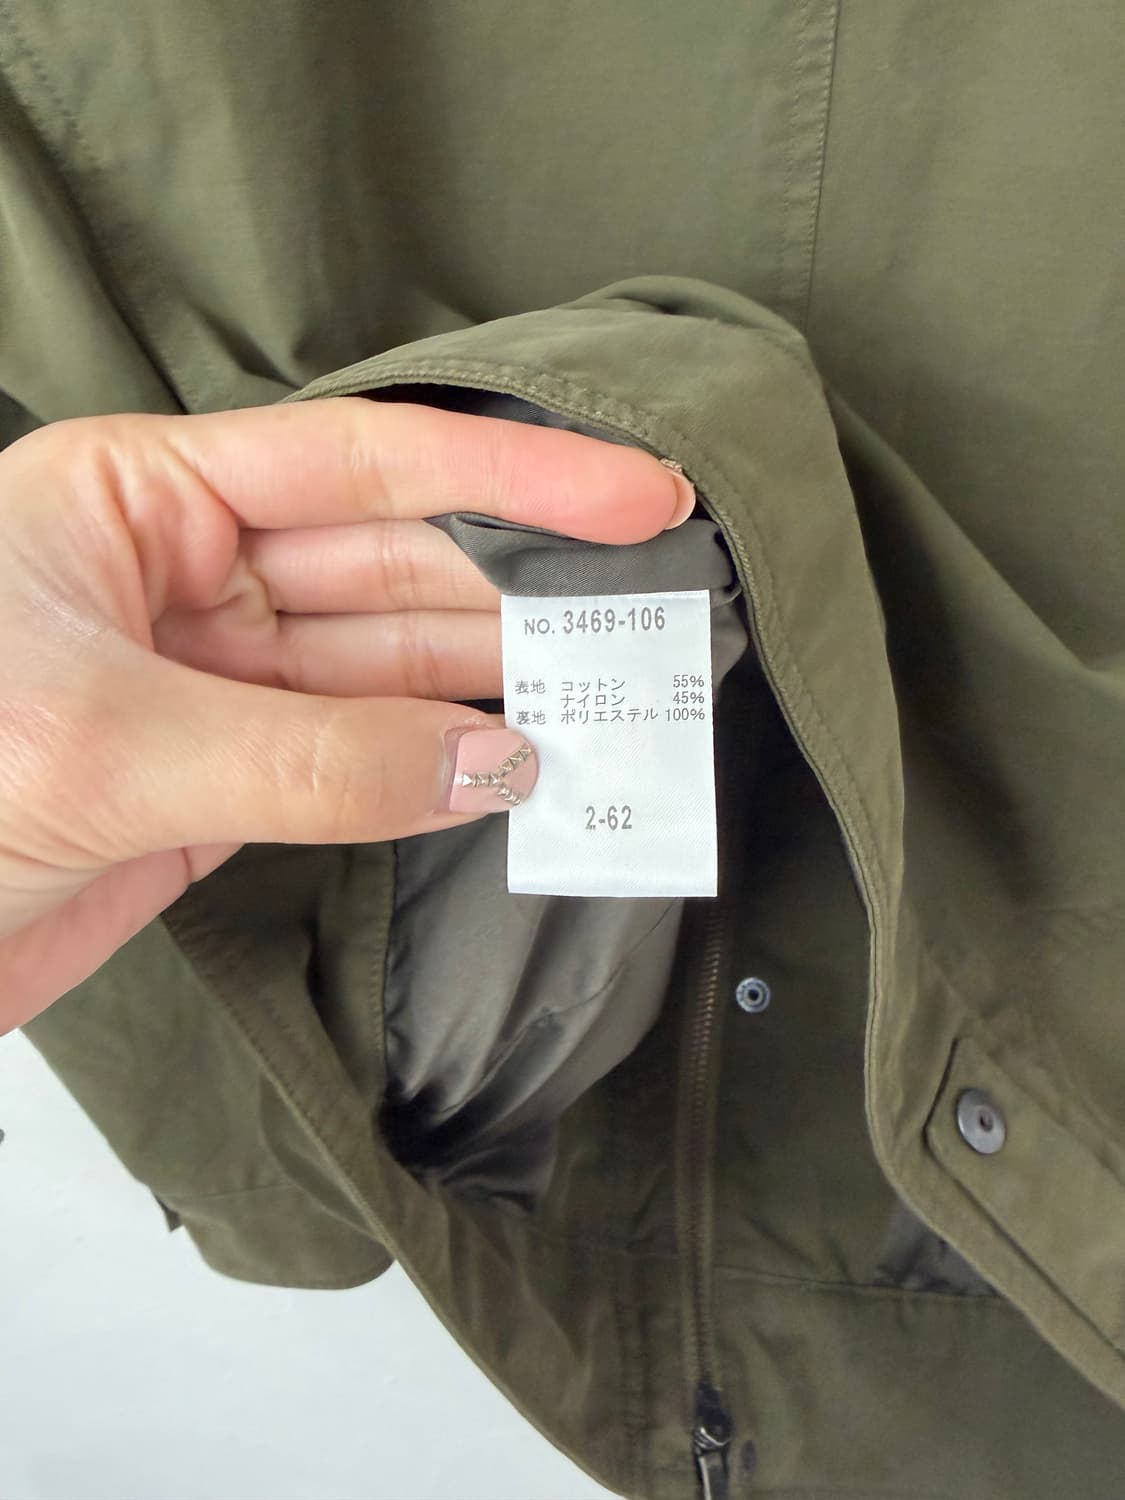 NO. 3469-106
表地 コットン 55%
ナイロン 45%
裏地 ポリエステル 100%
2-62